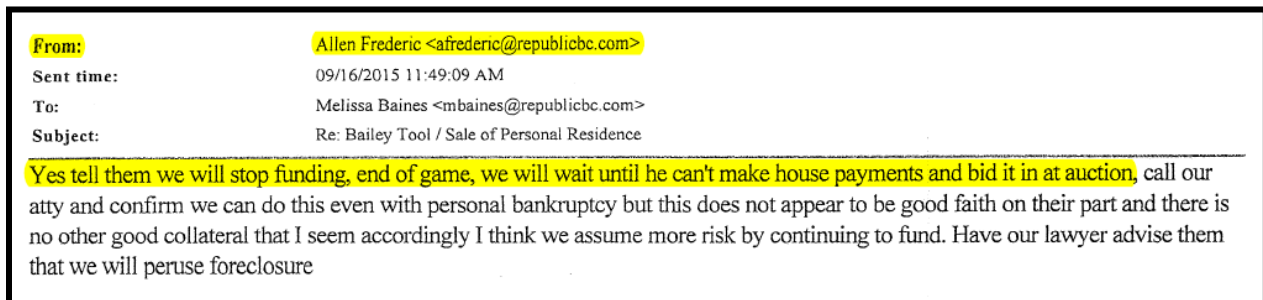 From: Allen Frederic <afrederic@republicbc.com>
Sent time: 09/16/2015 11:49:09 AM
To: Melissa Baines <mbaines@republicbc.com>
Subject: Re: Bailey Tool / Sale of Personal Residence
Yes tell them we will stop funding, end of game, we will wait until he can't make house payments and bid it in at auction, call our
atty and confirm we can do this even with personal bankruptcy but this does not appear to be good faith on their part and there is
no other good collateral that I seem accordingly I think we assume more risk by continuing to fund. Have our lawyer advise them
that we will peruse foreclosure